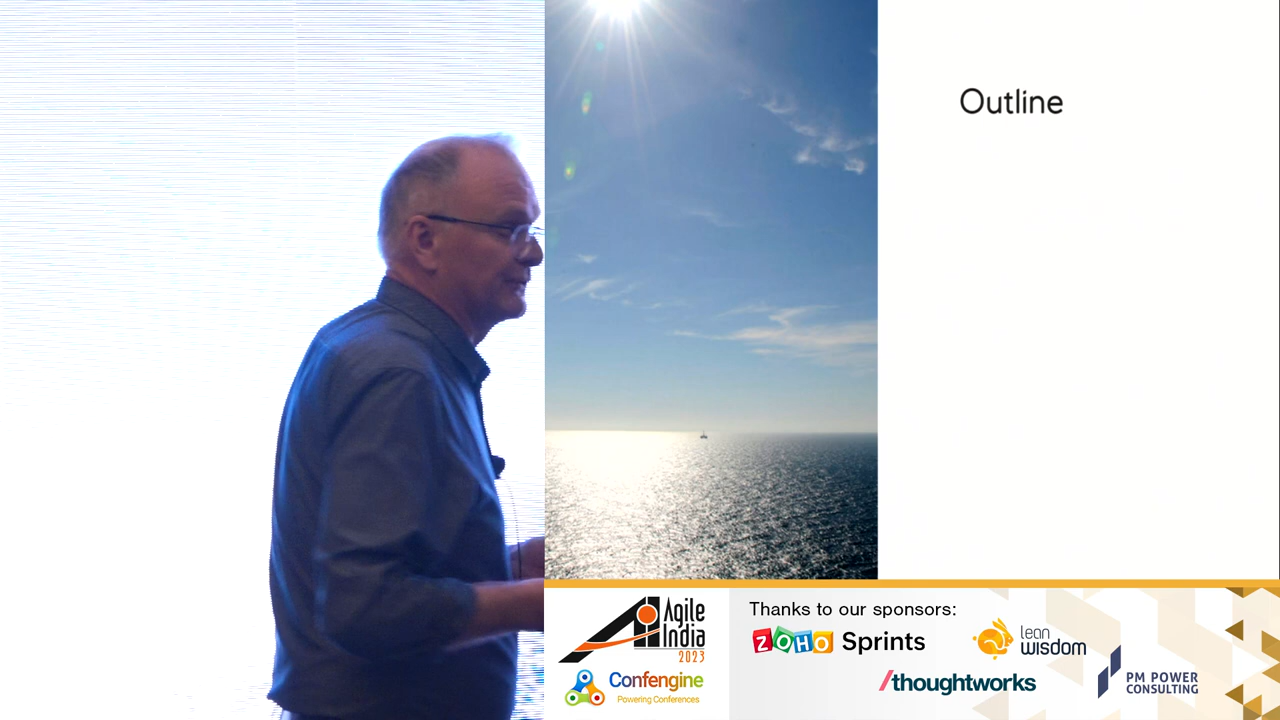 Outline
Agile
India
2023
Confengine
Powering Conferences
Thanks to our sponsors:
ZOHO Sprints
lean
wisdom
/thoughtworks
PM POWER
CONSULTING